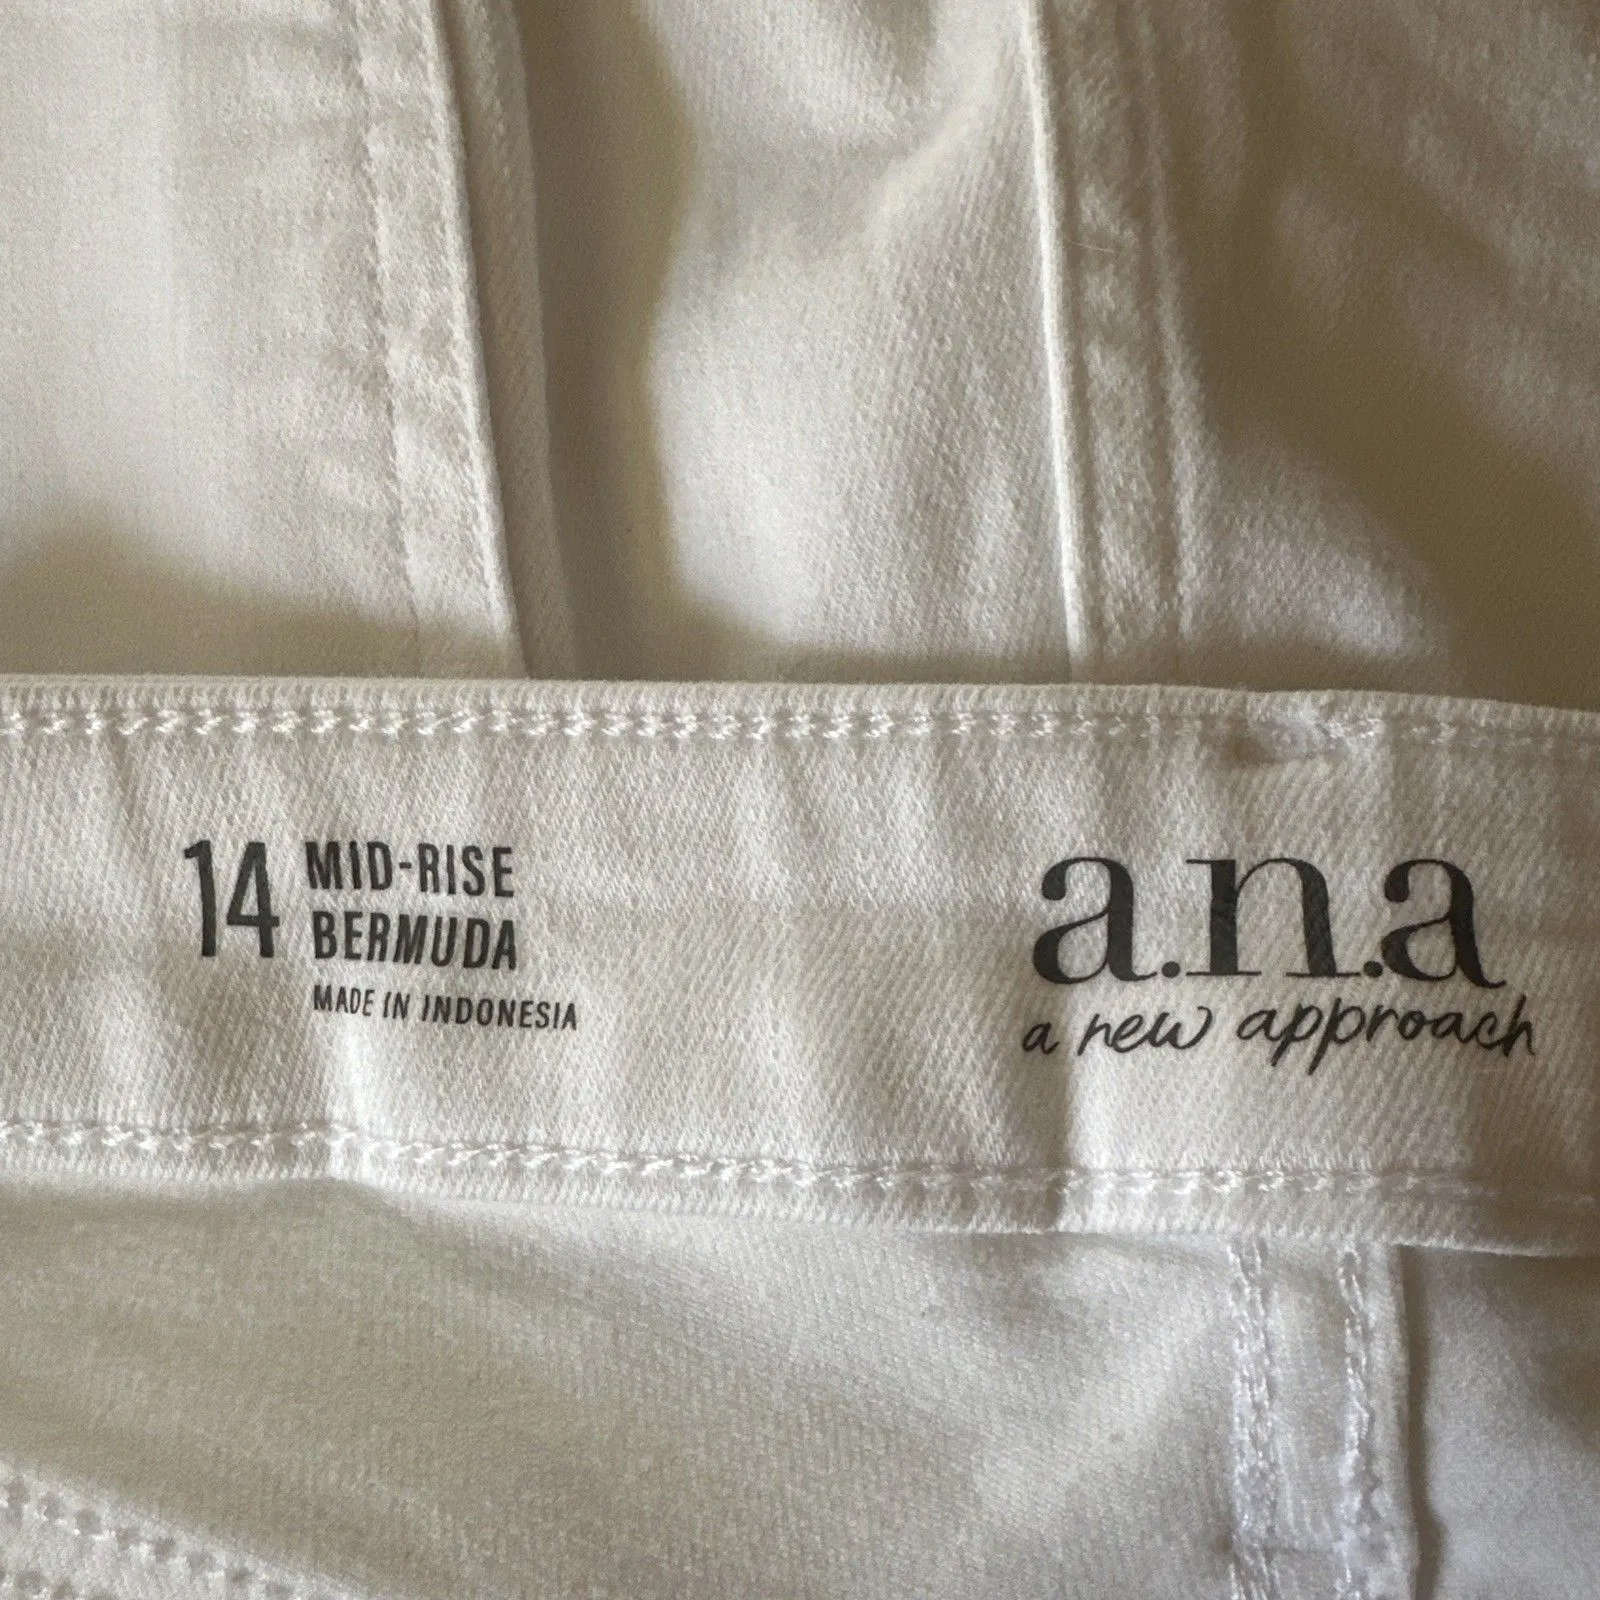 14
MID-RISE
BERMUDA
MADE IN INDONESIA
a.n.a
a new approach